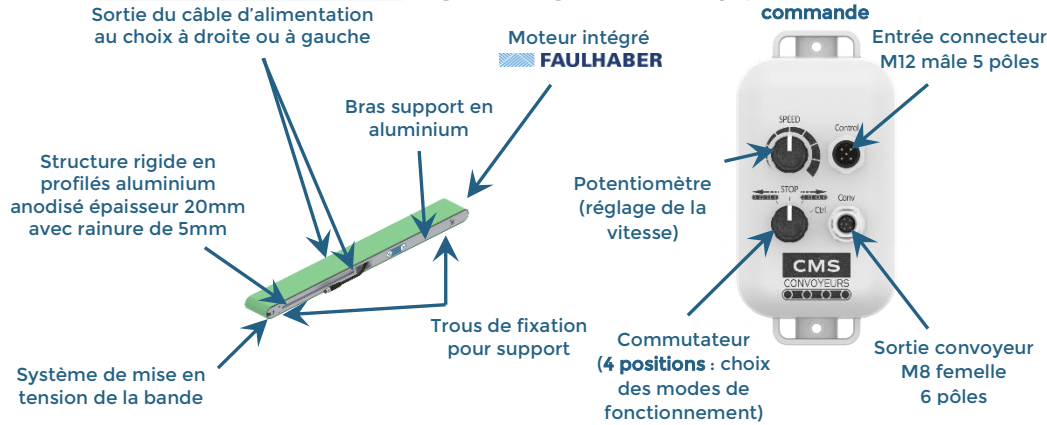 Sortie du câble d'alimentation
au choix à droite ou à gauche
Moteur intégré
FAULHABER
Bras support en
aluminium
Structure rigide en
profilés aluminium
anodisé épaisseur 20mm
avec rainure de 5mm
Trous de fixation
pour support
Système de mise en
tension de la bande
commande
Entrée connecteur
M12 mâle 5 pôles
SPEED
Control
Potentiomètre
(réglage de la
vitesse)
STOP
Ctrl
Conv
CMS
CONVOYEURS
Commutateur
(4 positions : choix
des modes de
fonctionnement)
Sortie convoyeur
M8 femelle
6 pôles